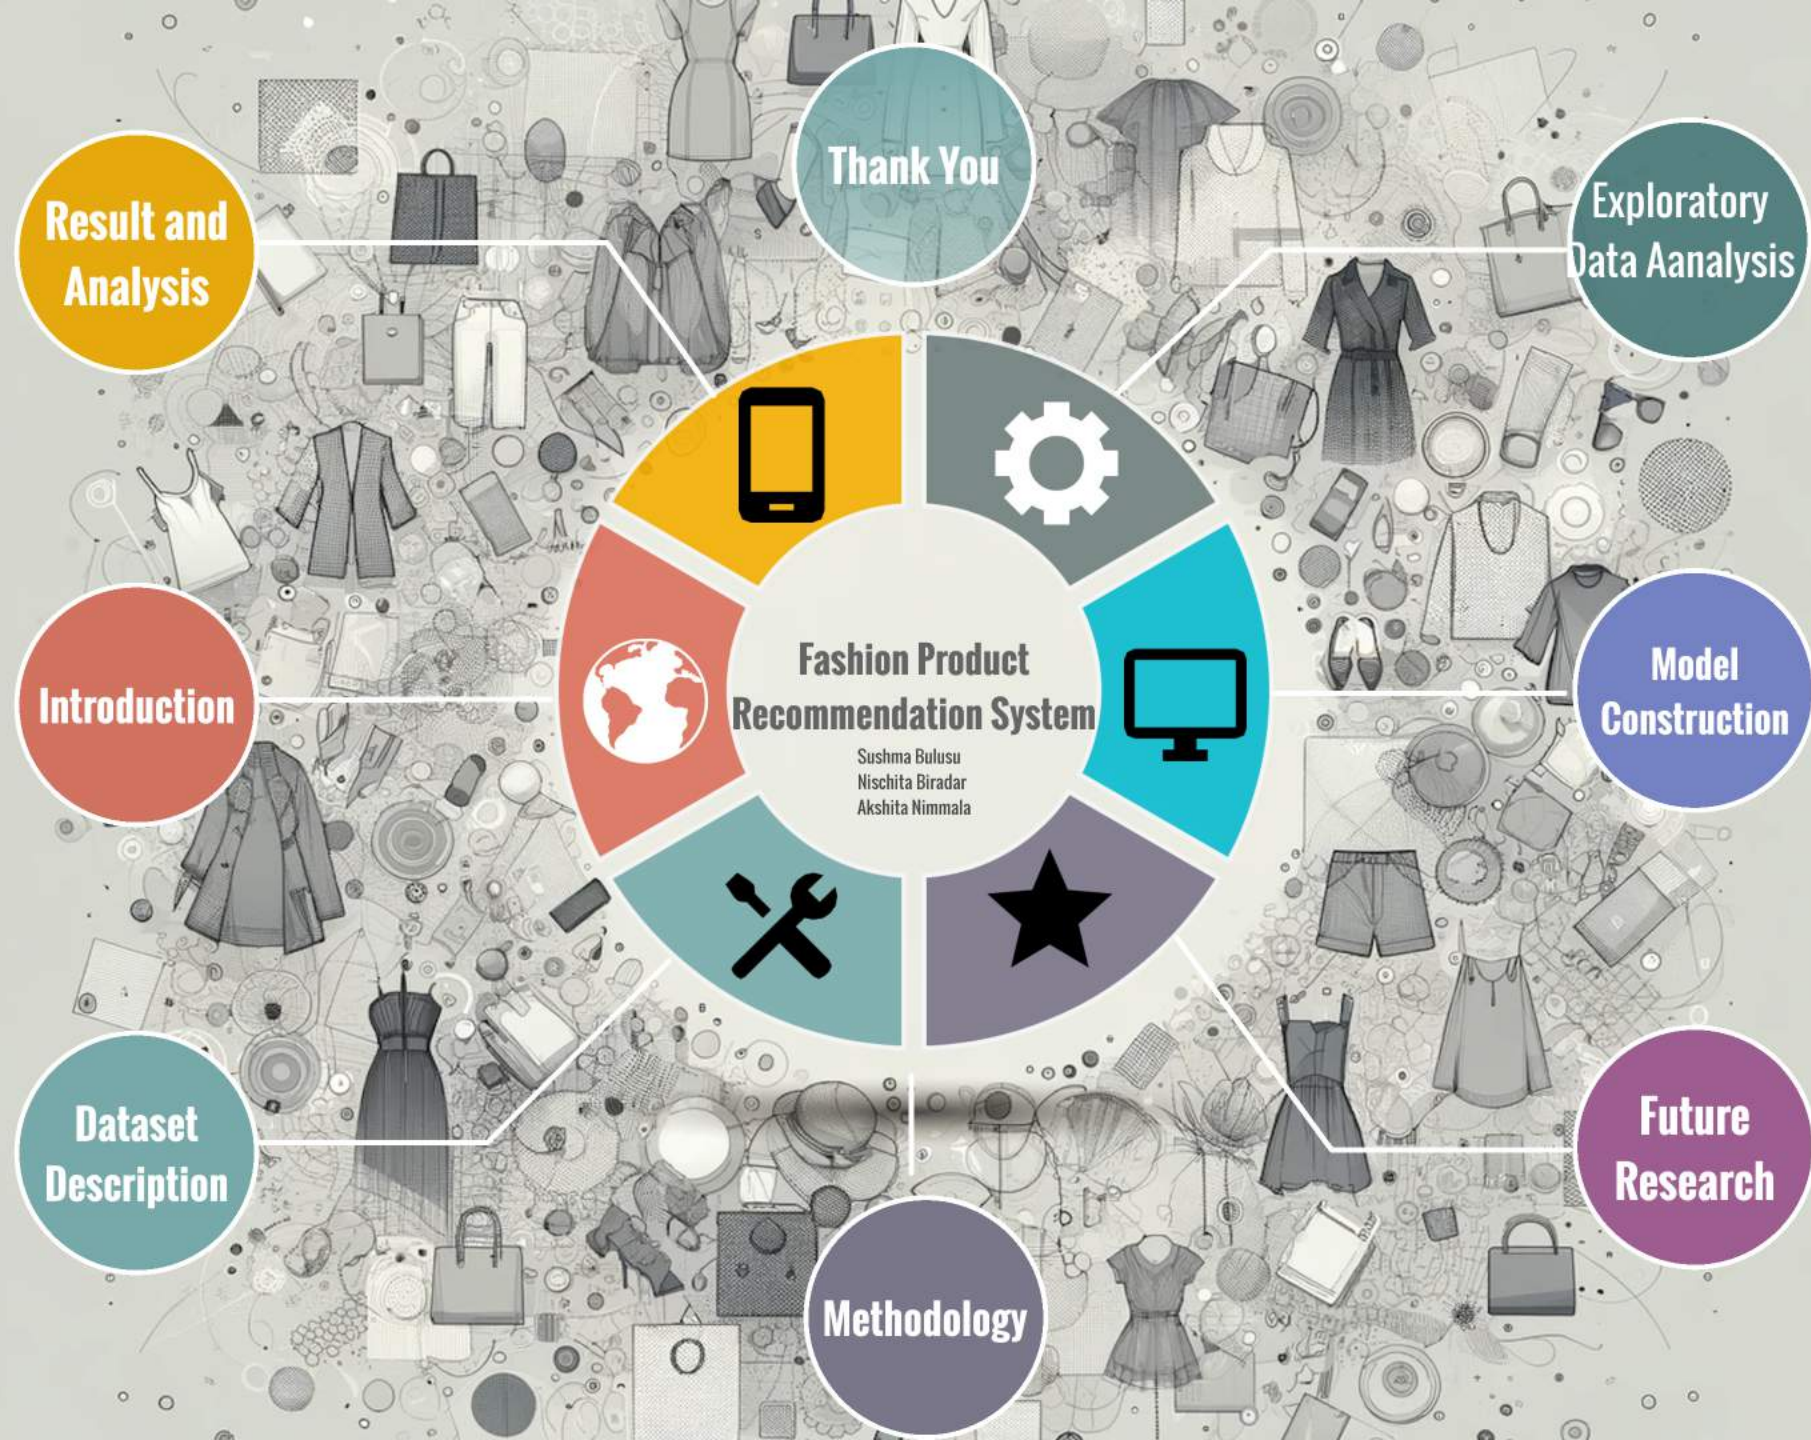 Thank You
Result and
Analysis
Exploratory
Data Aanalysis
Fashion Product
Recommendation System
Sushma Bulusu
Nischita Biradar
Akshita Nimmala
Introduction
Model
Construction
Dataset
Description
Future
Research
Methodology